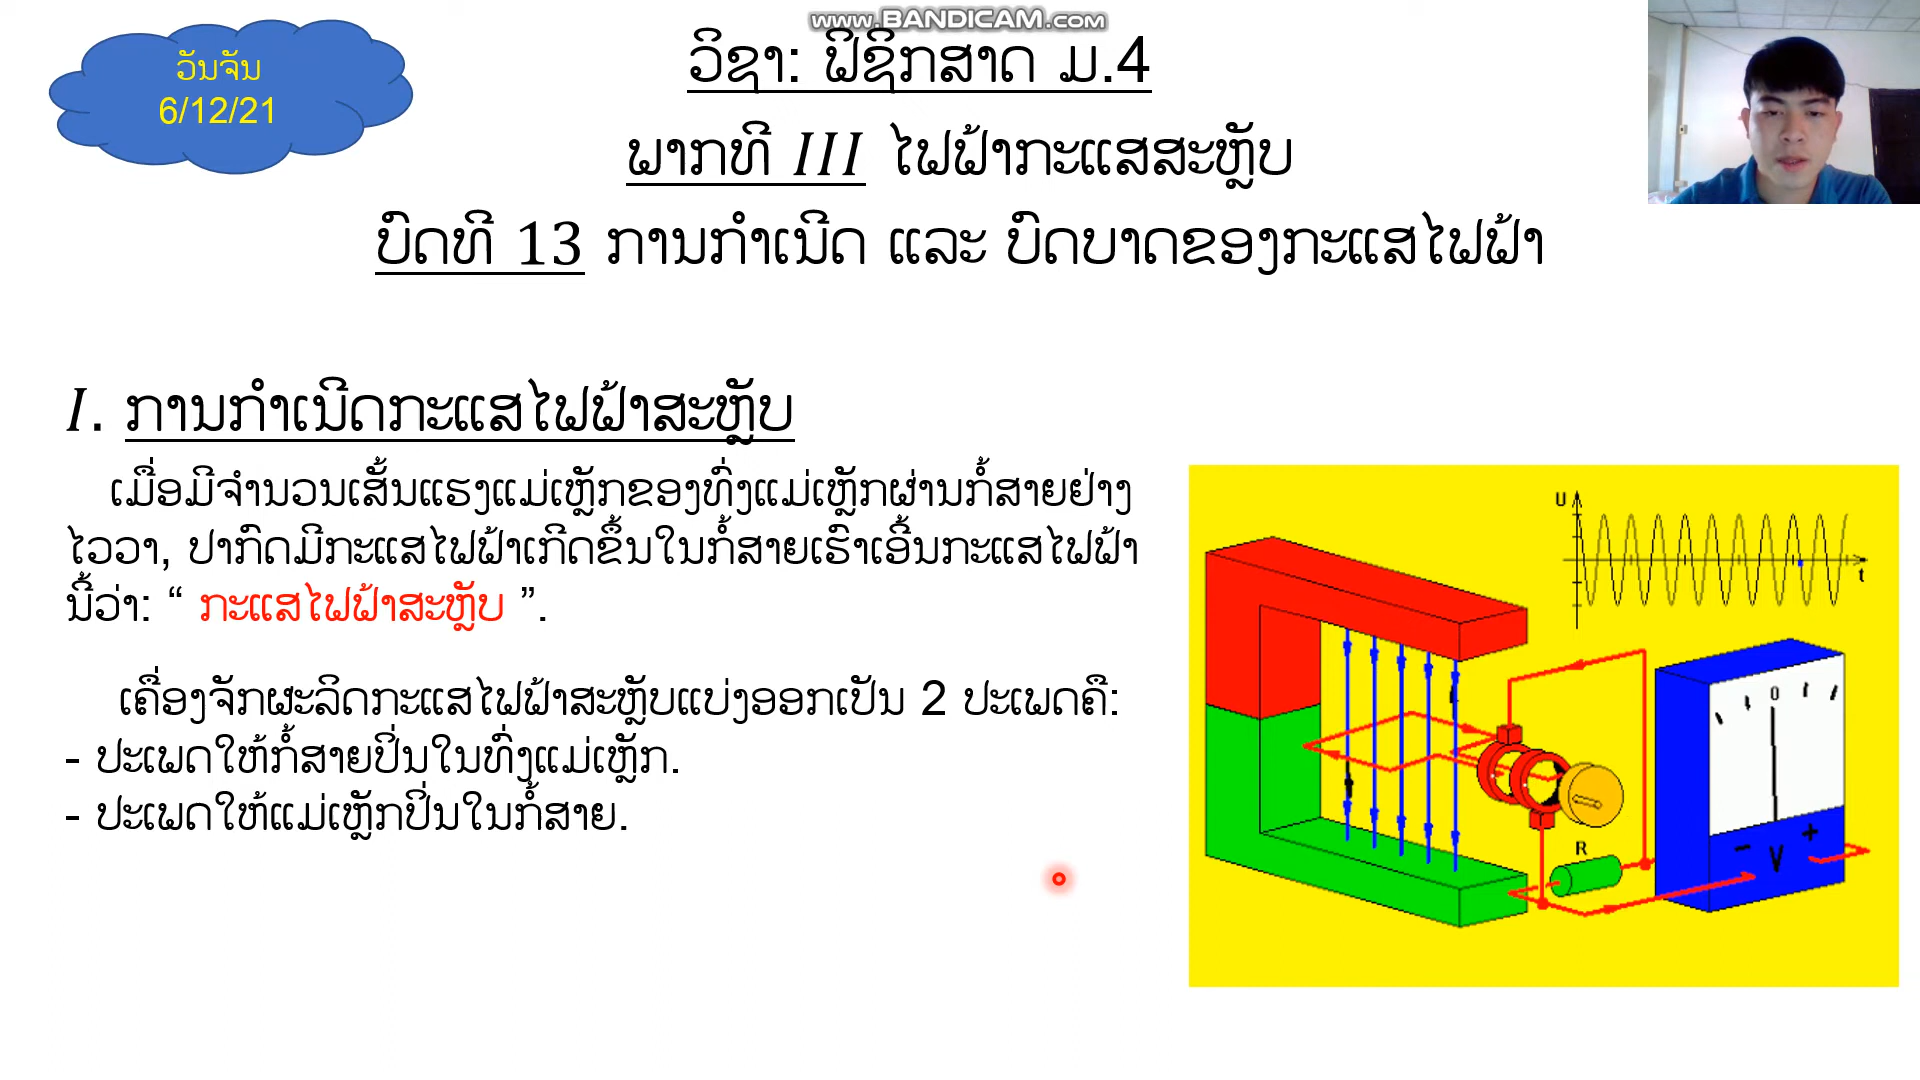 www.BANDICAM.com
ວັນຈັນ
6/12/21
ວິຊາ: ຟີຊິກສາດ ມ.4
ພາກທີ III ໄຟຟ້າກະແສສະຫຼັບ
ບົດທີ 13 ການກຳເນີດ ແລະ ບົດບາດຂອງກະແສໄຟຟ້າ
I. ການກຳເນີດກະແສໄຟຟ້າສະຫຼັບ
ເມື່ອມີຈຳນວນເສັ້ນແຮງແມ່ເຫຼັກຂອງທົ່ງແມ່ເຫຼັກຜ່ານກໍ້ສາຍຢ່າງ
ໄວວາ, ປາກົດມີກະແສໄຟຟ້າເກີດຂຶ້ນໃນກໍ້ສາຍເຮົາເອີ້ນກະແສໄຟຟ້າ
ນີ້ວ່າ: “ ກະແສໄຟຟ້າສະຫຼັບ ”.
ເຄື່ອງຈັກຜະລິດກະແສໄຟຟ້າສະຫຼັບແບ່ງອອກເປັນ 2 ປະເພດຄື:
- ປະເພດໃຫ້ກໍ້ສາຍປິ່ນໃນທົ່ງແມ່ເຫຼັກ.
- ປະເພດໃຫ້ແມ່ເຫຼັກປິ່ນໃນກໍ້ສາຍ.
U
t
0
R
− V +